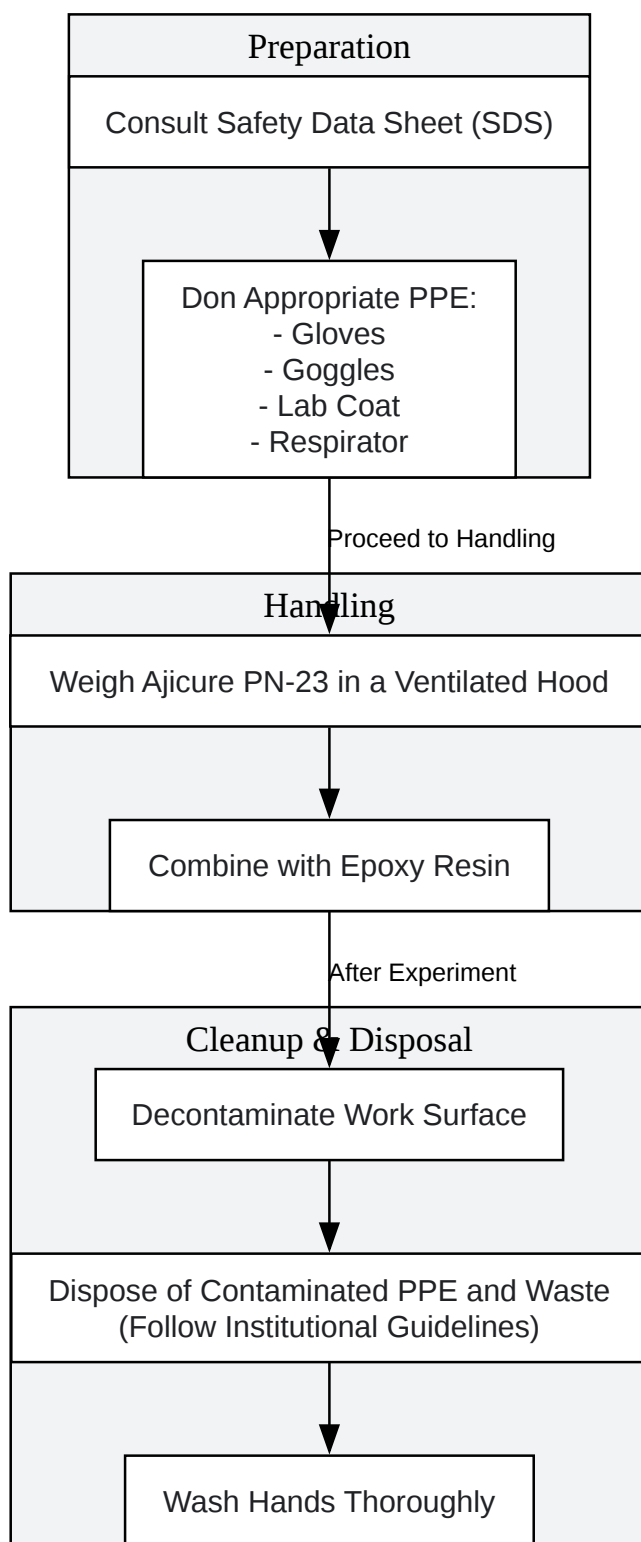 Preparation
Consult Safety Data Sheet (SDS)
Don Appropriate PPE:
- Gloves
- Goggles
- Lab Coat
- Respirator
Proceed to Handling
Handling
Weigh Ajicure PN-23 in a Ventilated Hood
Combine with Epoxy Resin
After Experiment
Cleanup & Disposal
Decontaminate Work Surface
Dispose of Contaminated PPE and Waste
(Follow Institutional Guidelines)
Wash Hands Thoroughly